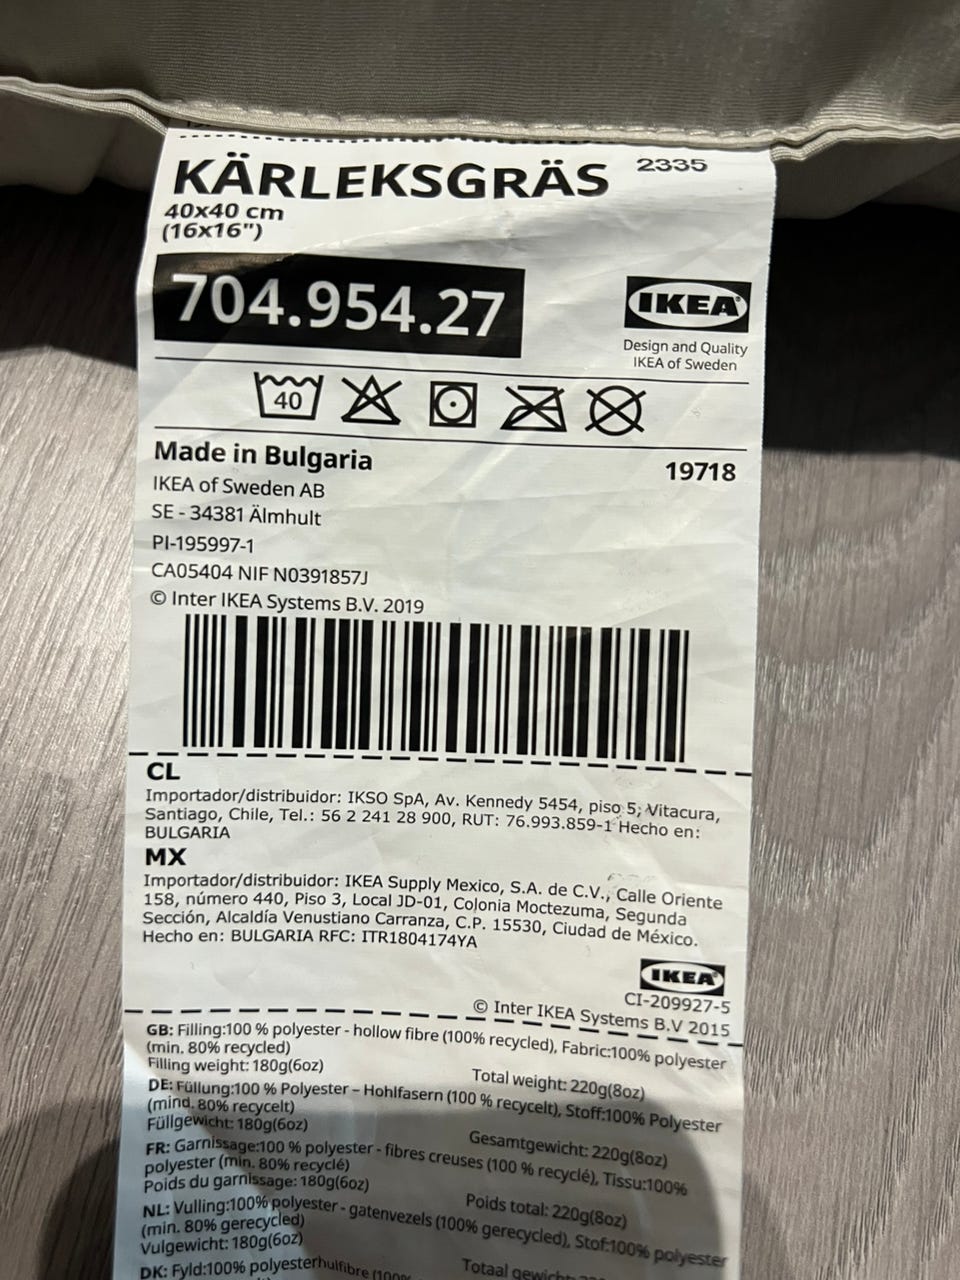 KÄRLEKSGRÄS 2335
40x40 cm
(16x16")
704.954.27
IKEA
Design and Quality
IKEA of Sweden
40
Made in Bulgaria
19718
IKEA of Sweden AB
SE - 34381 Älmhult
PI-195997-1
CA05404 NIF N0391857J
© Inter IKEA Systems B.V. 2019
CL
Importador/distribuidor: IKSO SpA, Av. Kennedy 5454, piso 5; Vitacura,
Santiago, Chile, Tel.: 56 2 241 28 900, RUT: 76.993.859-1 Hecho en:
BULGARIA
MX
Importador/distribuidor: IKEA Supply Mexico, S.A. de C.V., Calle Oriente
158, número 440, Piso 3, Local JD-01, Colonia Moctezuma, Segunda
Sección, Alcaldía Venustiano Carranza, C.P. 15530, Ciudad de México.
Hecho en: BULGARIA RFC: ITR1804174YA
IKEA
CI-209927-5
© Inter IKEA Systems B.V 2015
GB: Filling:100 % polyester - hollow fibre (100% recycled), Fabric:100% polyester
(min. 80% recycled)
Filling weight: 180g(6oz) Total weight: 220g(8oz)
DE: Füllung:100 % Polyester – Hohlfasern (100 % recycelt), Stoff:100% Polyester
(mind. 80% recycelt)
Füllgewicht: 180g(6oz) Gesamtgewicht: 220g(8oz)
FR: Garnissage:100 % polyester - fibres creuses (100 % recyclé), Tissu:100%
polyester (min. 80% recyclé)
Poids du garnissage: 180g(6oz) Poids total: 220g(8oz)
NL: Vulling:100% polyester - gatenvezels (100% gerecycled), Stof:100% polyester
(min. 80% gerecycled)
Vulgewicht: 180g(6oz) Totaal
DK: Fyld:100% polyesterhulfibre (100%